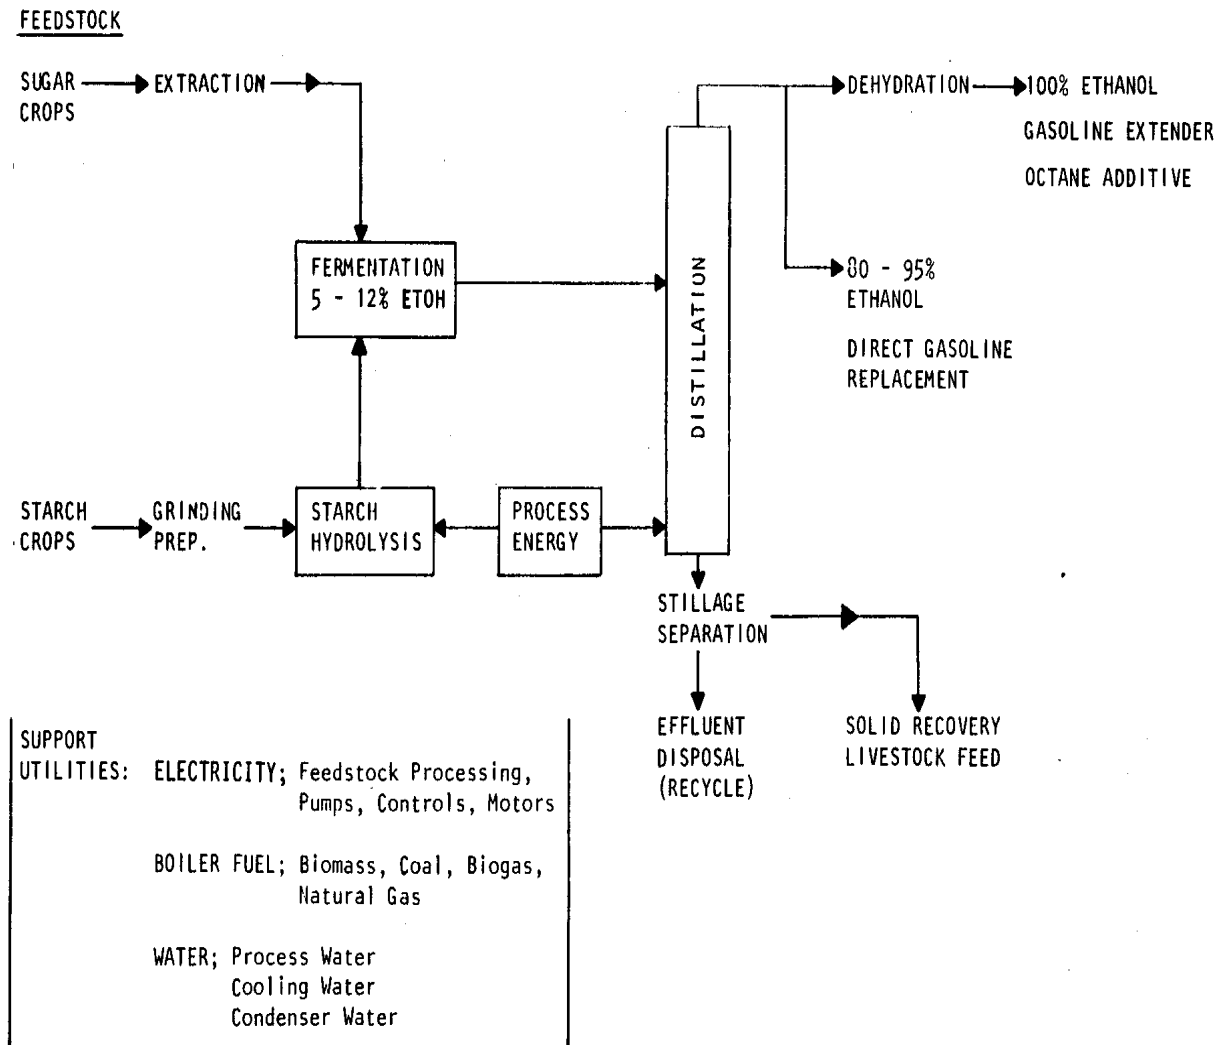 FEEDSTOCK
SUGAR
CROPS
EXTRACTION
DEHYDRATION
100% ETHANOL
GASOLINE EXTENDER
OCTANE ADDITIVE
FERMENTATION
5 - 12% ETOH
DISTILLATION
80 - 95%
ETHANOL
DIRECT GASOLINE
REPLACEMENT
STARCH
CROPS
GRINDING
PREP.
STARCH
HYDROLYSIS
PROCESS
ENERGY
STILLAGE
SEPARATION
EFFLUENT
DISPOSAL
(RECYCLE)
SOLID RECOVERY
LIVESTOCK FEED
SUPPORT
UTILITIES: ELECTRICITY; Feedstock Processing,
Pumps, Controls, Motors
BOILER FUEL; Biomass, Coal, Biogas,
Natural Gas
WATER; Process Water
Cooling Water
Condenser Water